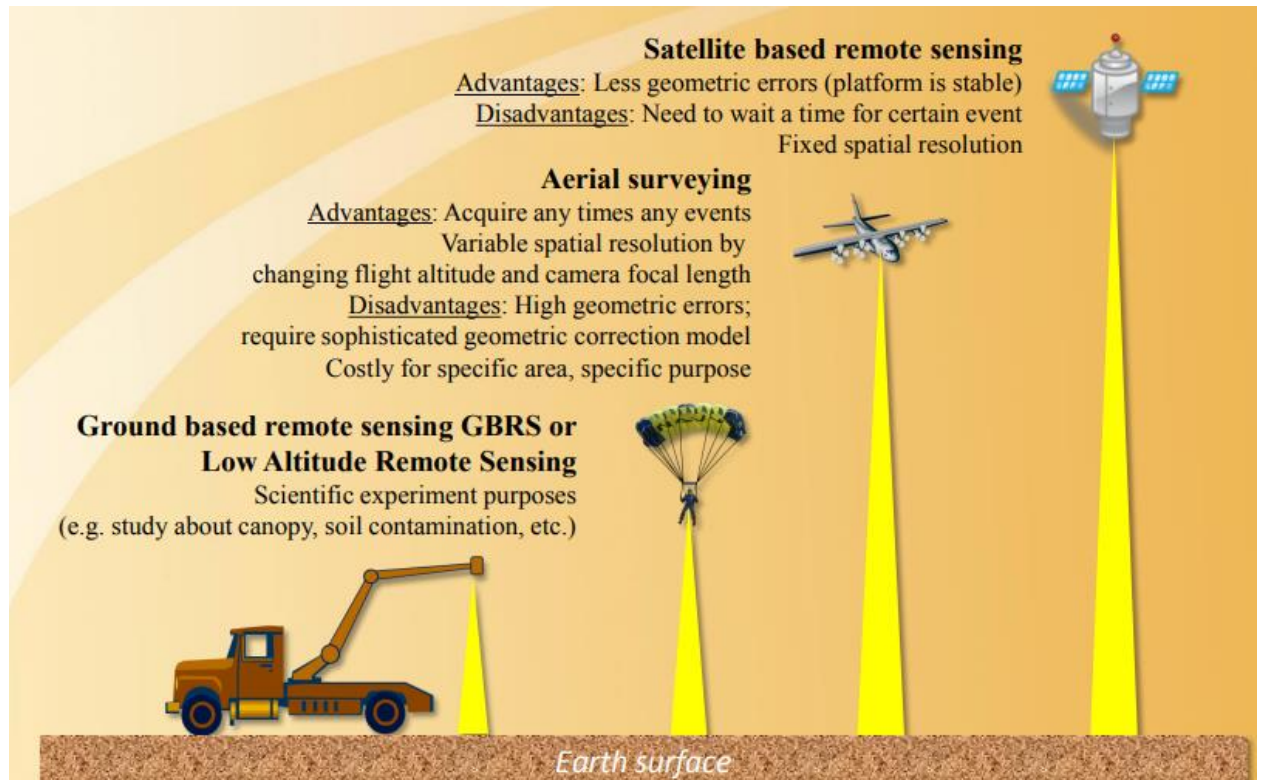 Satellite based remote sensing
Advantages: Less geometric errors (platform is stable)
Disadvantages: Need to wait a time for certain event
Fixed spatial resolution
Aerial surveying
Advantages: Acquire any times any events
Variable spatial resolution by
changing flight altitude and camera focal length
Disadvantages: High geometric errors;
require sophisticated geometric correction model
Costly for specific area, specific purpose
Ground based remote sensing GBRS or
Low Altitude Remote Sensing
Scientific experiment purposes
(e.g. study about canopy, soil contamination, etc.)
Earth surface